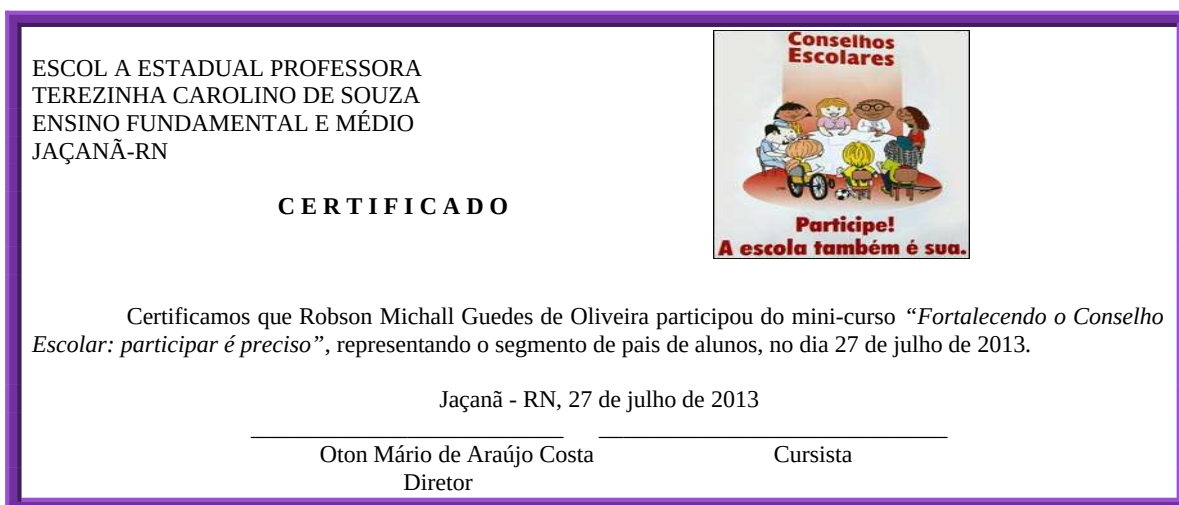 ESCOL A ESTADUAL PROFESSORA
TEREZINHA CAROLINO DE SOUZA
ENSINO FUNDAMENTAL E MÉDIO
JAÇANÃ-RN
C E R T I F I C A D O
Conselhos
Escolares
Participe!
A escola também é sua.
Certificamos que Robson Michall Guedes de Oliveira participou do mini-curso “Fortalecendo o Conselho
Escolar: participar é preciso”, representando o segmento de pais de alunos, no dia 27 de julho de 2013.
Jaçanã - RN, 27 de julho de 2013
Oton Mário de Araújo Costa Cursista
Diretor